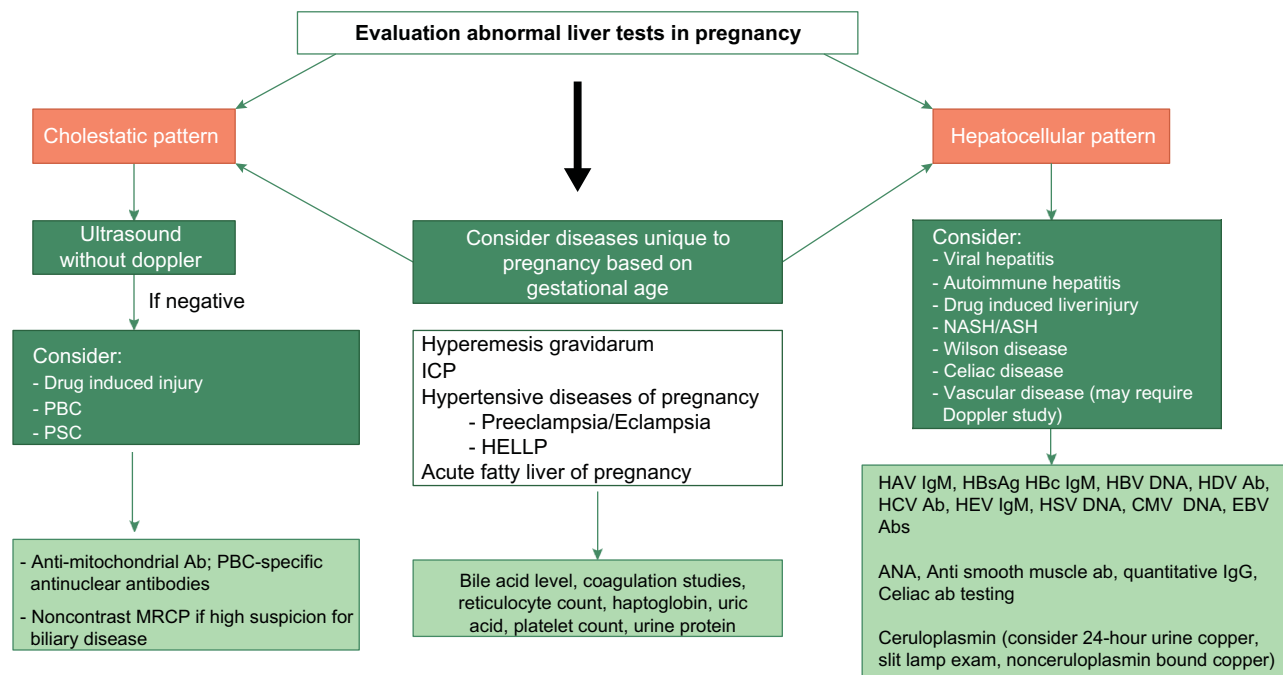 Evaluation abnormal liver tests in pregnancy
Cholestatic pattern
Hepatocellular pattern
Ultrasound
without doppler
If negative
Consider:
- Drug induced injury
- PBC
- PSC
- Anti-mitochondrial Ab; PBC-specific
antinuclear antibodies
- Noncontrast MRCP if high suspicion for
biliary disease
Consider diseases unique to
pregnancy based on
gestational age
Hyperemesis gravidarum
ICP
Hypertensive diseases of pregnancy
- Preeclampsia/Eclampsia
- HELLP
Acute fatty liver of pregnancy
Bile acid level, coagulation studies,
reticulocyte count, haptoglobin, uric
acid, platelet count, urine protein
Consider:
- Viral hepatitis
- Autoimmune hepatitis
- Drug induced liver injury
- NASH/ASH
- Wilson disease
- Celiac disease
- Vascular disease (may require
Doppler study)
HAV IgM, HBsAg HBc IgM, HBV DNA, HDV Ab,
HCV Ab, HEV IgM, HSV DNA, CMV DNA, EBV
Abs
ANA, Anti smooth muscle ab, quantitative IgG,
Celiac ab testing
Ceruloplasmin (consider 24-hour urine copper,
slit lamp exam, nonceruloplasmin bound copper)